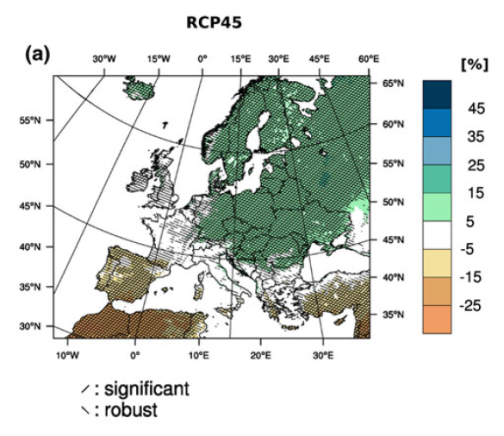 RCP45
(a)
30°W 15°W 0° 15°E 30°E 45°E 60°E
[%]
65°N
60°N
55°N
55°N
50°N
50°N
45°N
45°N
40°N
40°N
35°N
35°N
30°N
10°W 0° 10°E 20°E 30°E
45
35
25
15
5
-5
-15
-25
⟋ : significant
⟍ : robust